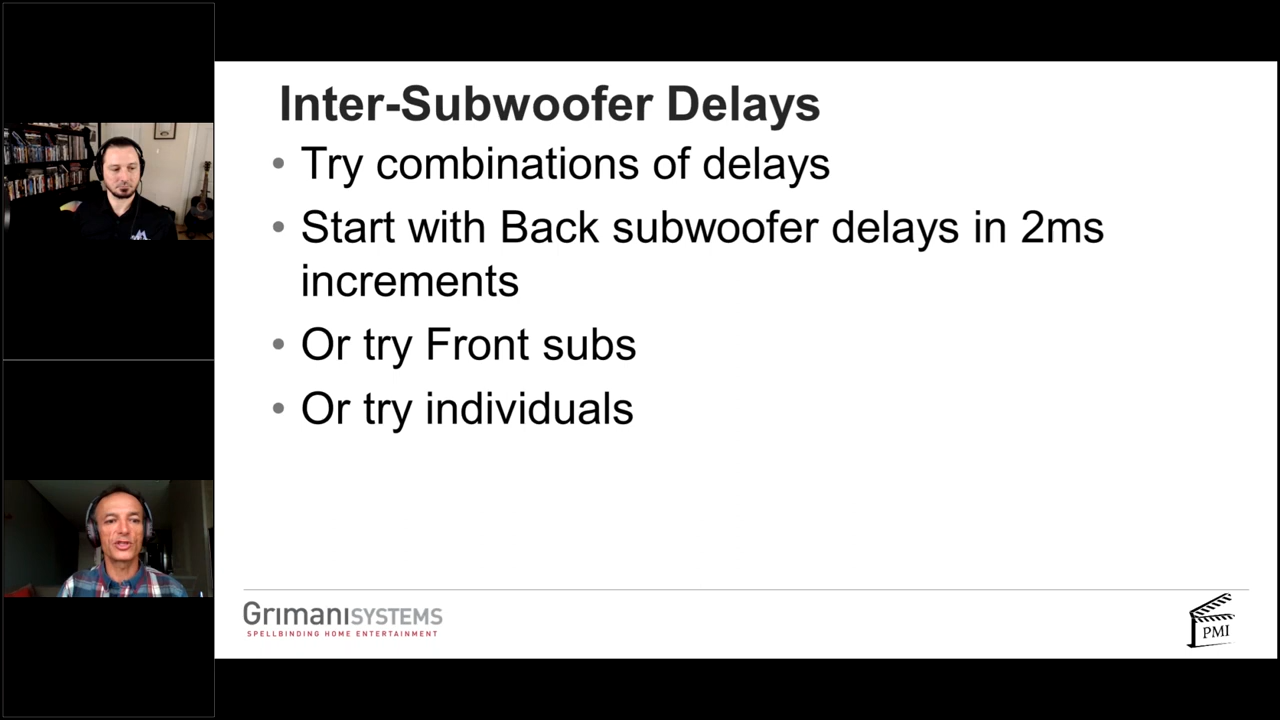 Inter-Subwoofer Delays
• Try combinations of delays
• Start with Back subwoofer delays in 2ms
increments
• Or try Front subs
• Or try individuals
GrimaniSYSTEMS
SPELLBINDING HOME ENTERTAINMENT
PMI